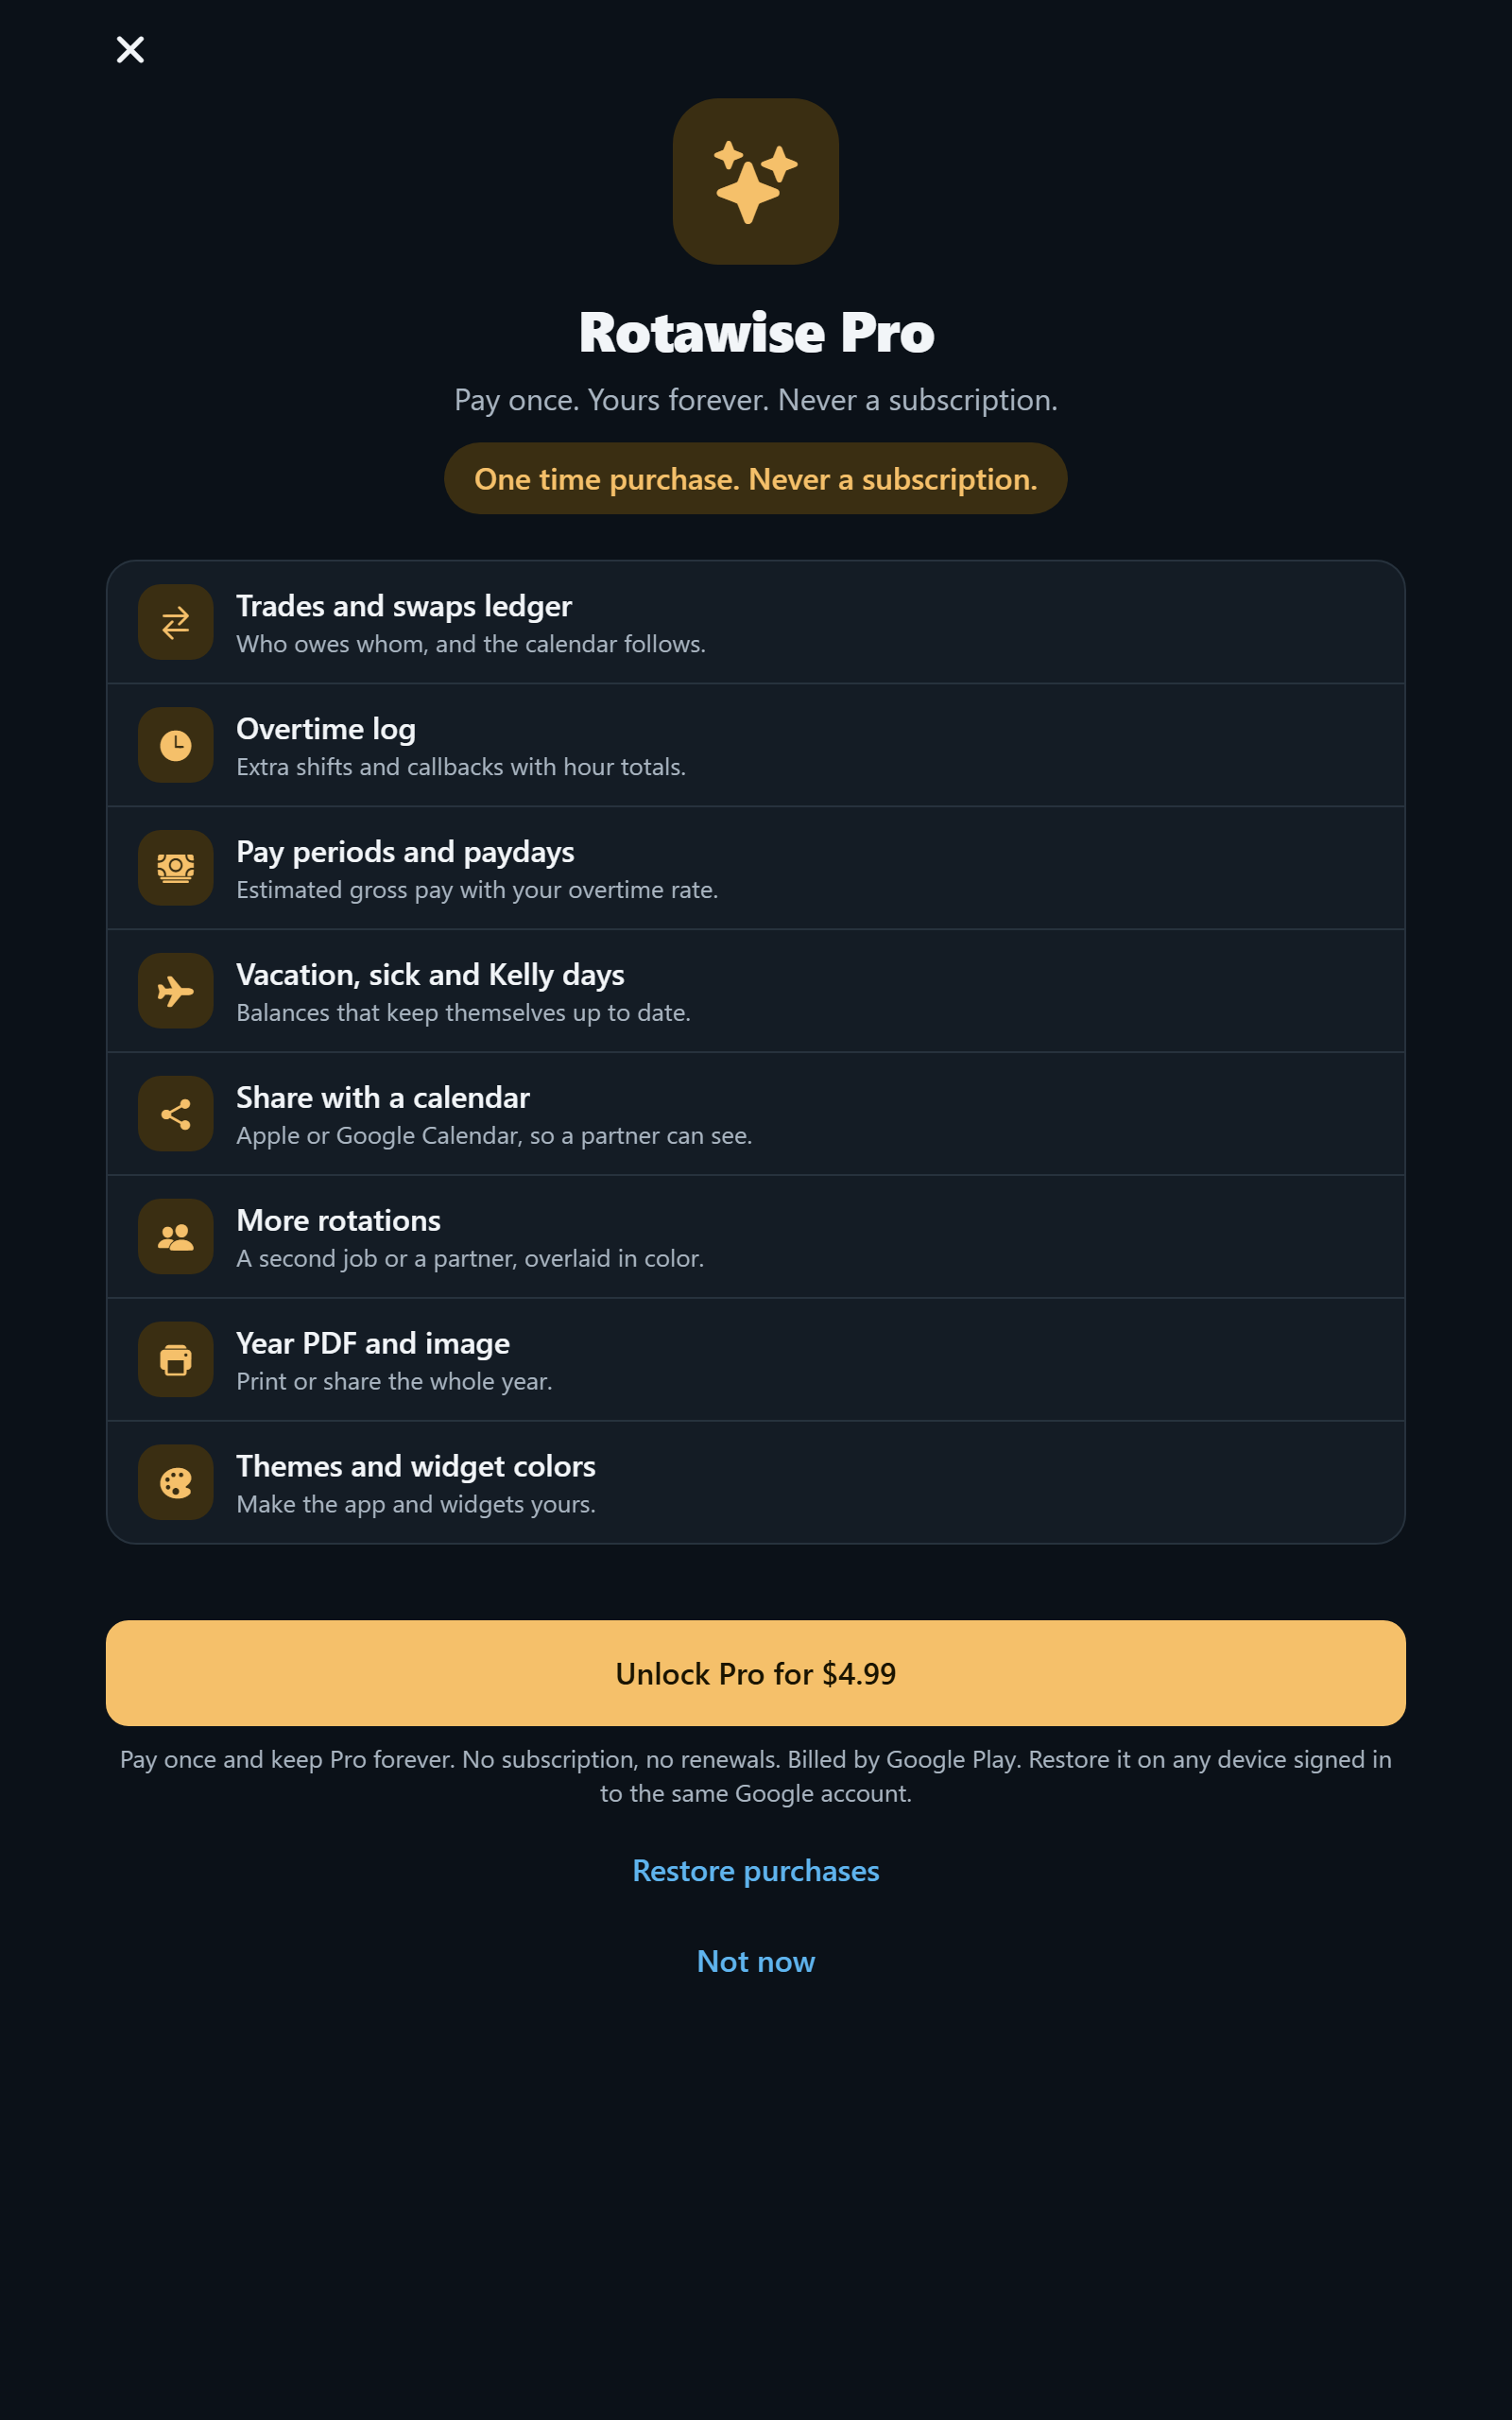 Rotawise Pro
Pay once. Yours forever. Never a subscription.
One time purchase. Never a subscription.
Trades and swaps ledger
Who owes whom, and the calendar follows.
Overtime log
Extra shifts and callbacks with hour totals.
Pay periods and paydays
Estimated gross pay with your overtime rate.
Vacation, sick and Kelly days
Balances that keep themselves up to date.
Share with a calendar
Apple or Google Calendar, so a partner can see.
More rotations
A second job or a partner, overlaid in color.
Year PDF and image
Print or share the whole year.
Themes and widget colors
Make the app and widgets yours.
Unlock Pro for $4.99
Pay once and keep Pro forever. No subscription, no renewals. Billed by Google Play. Restore it on any device signed in
to the same Google account.
Restore purchases
Not now